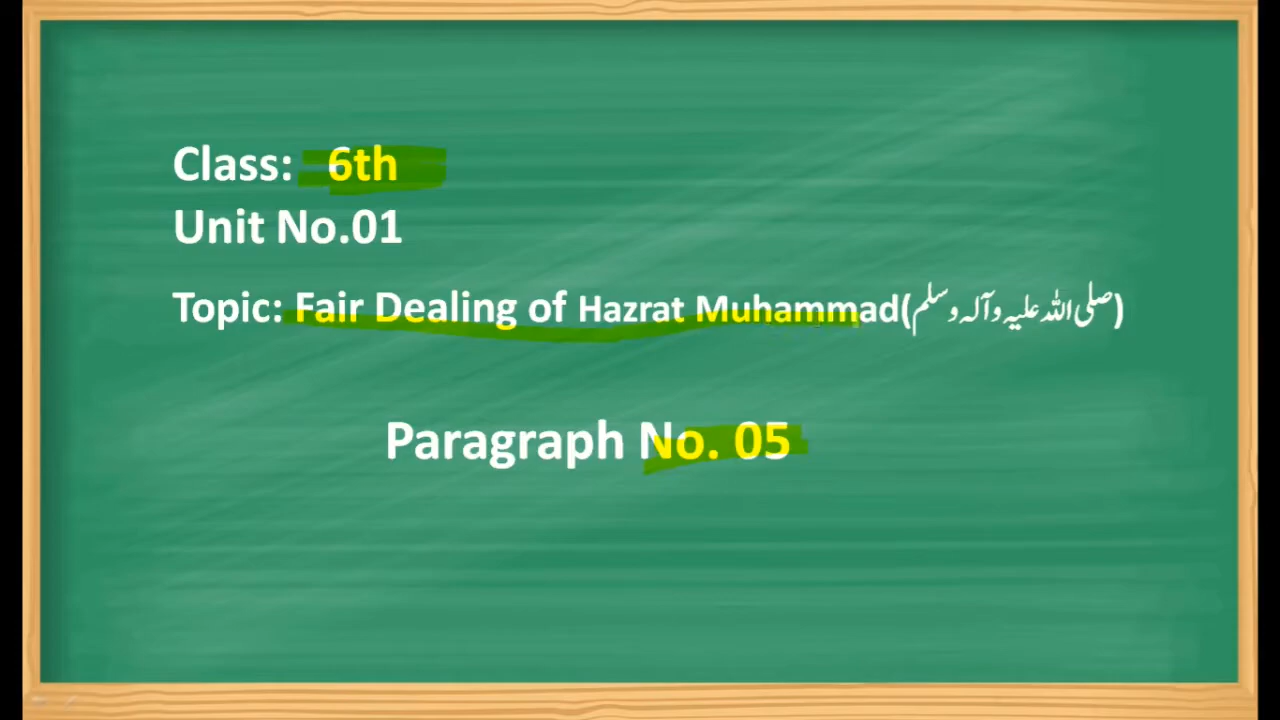 Class: 6th
Unit No.01
Topic: Fair Dealing of Hazrat Muhammad(صلی اللہ علیہ وآلہ وسلم)
Paragraph No. 05